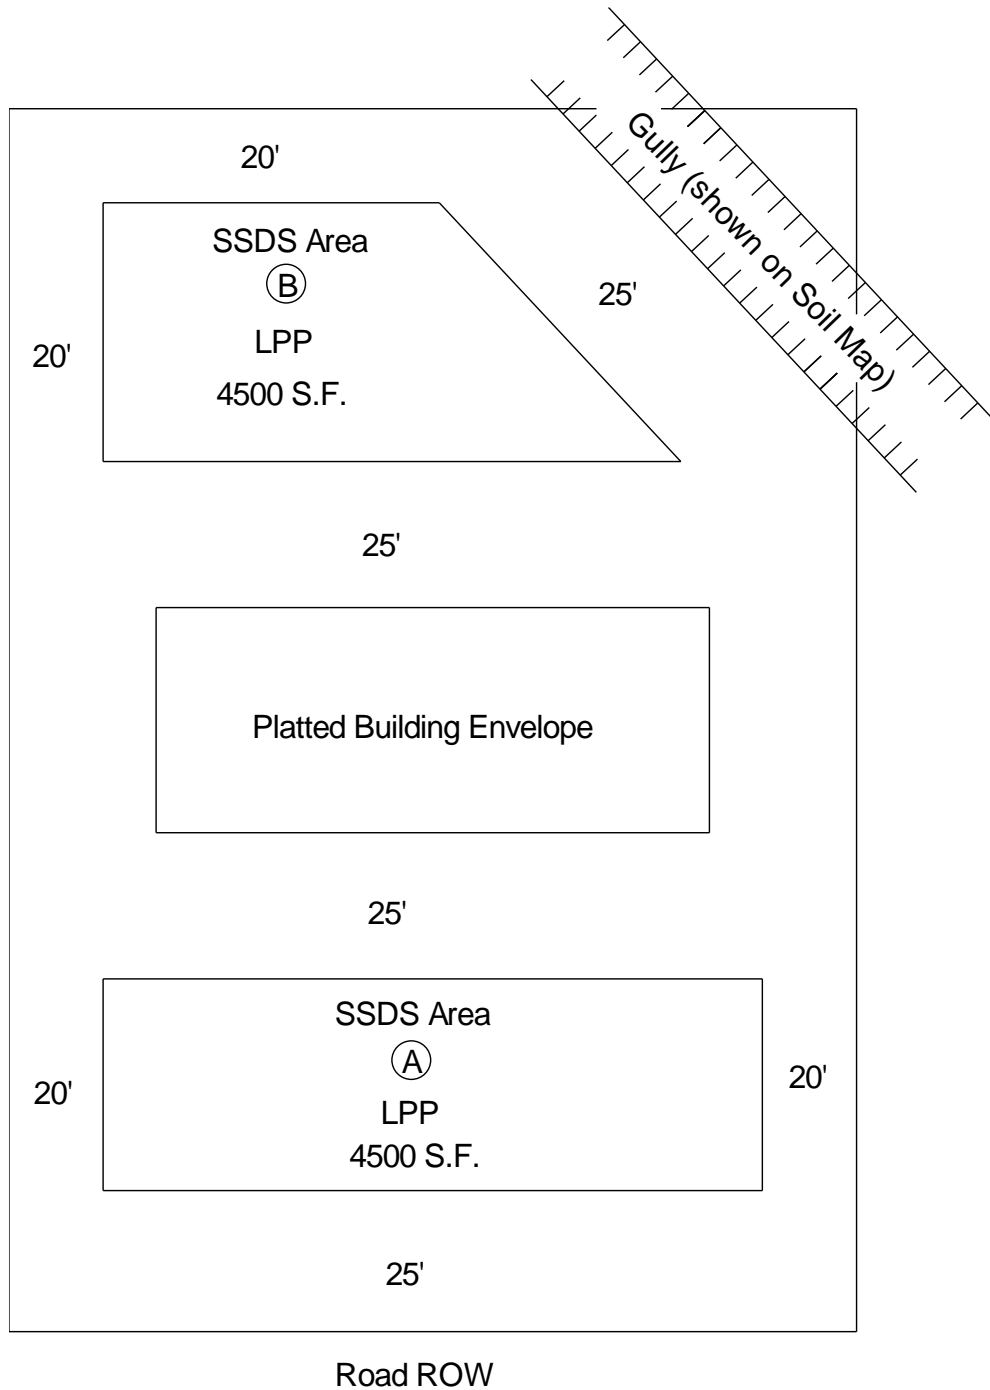 20'
Gully (shown on Soil Map)
SSDS Area
B
LPP
4500 S.F.
25'
20'
25'
Platted Building Envelope
25'
SSDS Area
A
LPP
4500 S.F.
20'
20'
25'
Road ROW